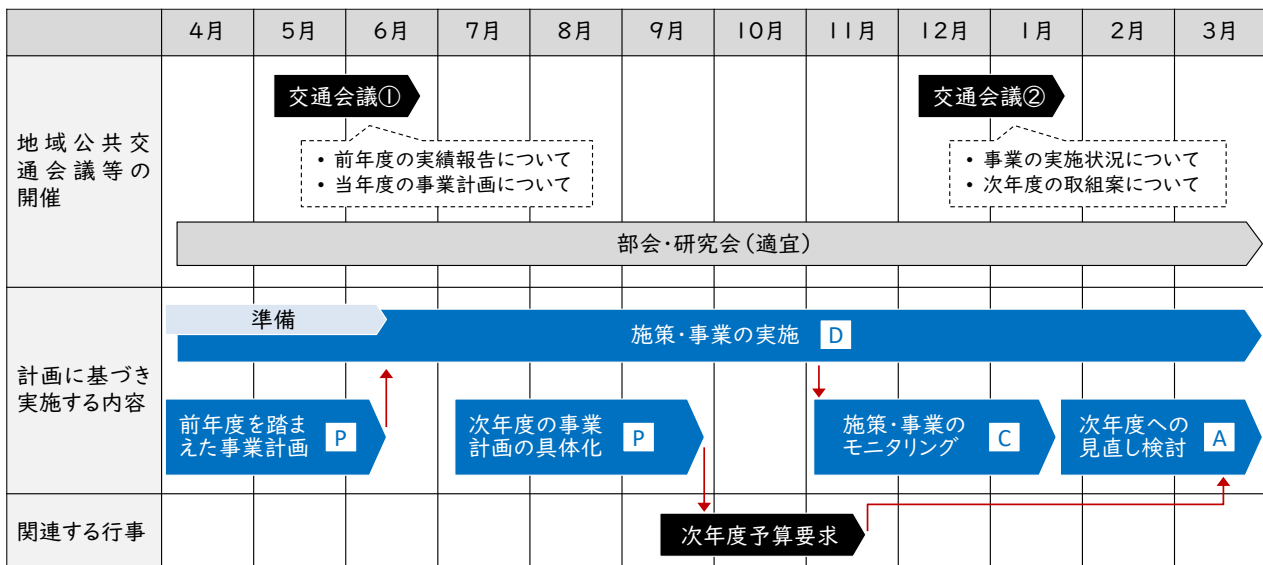 4月 5月 6月 7月 8月 9月 10月 11月 12月 1月 2月 3月
地域公共交
通会議等の
開催
交通会議①
・前年度の実績報告について
・当年度の事業計画について
交通会議②
・事業の実施状況について
・次年度の取組案について
部会・研究会（適宜）
計画に基づき
実施する内容
準備
施策・事業の実施 D
前年度を踏ま
えた事業計画 P
次年度の事業
計画の具体化 P
施策・事業の
モニタリング C
次年度への
見直し検討 A
関連する行事
次年度予算要求